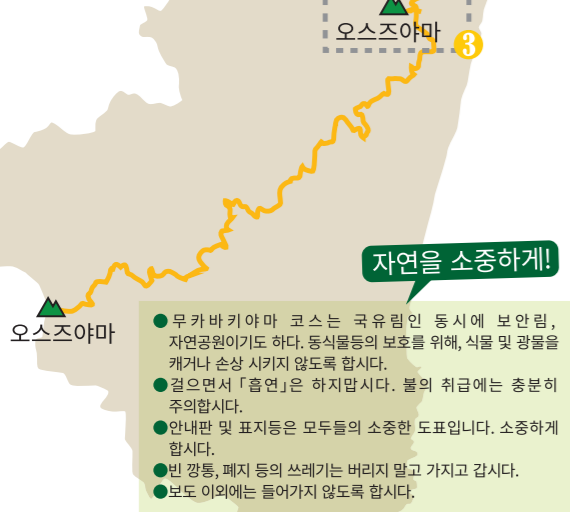 오스즈야마
3
자연을 소중하게!
오스즈야마
●무카바키야마 코스는 국유림인 동시에 보안림,
자연공원이기도 하다. 동식물등의 보호를 위해, 식물 및 광물을
캐거나 손상 시키지 않도록 합시다.
●걸으면서 「흡연」은 하지맙시다. 불의 취급에는 충분히
주의합시다.
●안내판 및 표지등은 모두들의 소중한 도표입니다. 소중하게
합시다.
●빈 깡통, 폐지 등의 쓰레기는 버리지 말고 가지고 갑시다.
●보도 이외에는 들어가지 않도록 합시다.